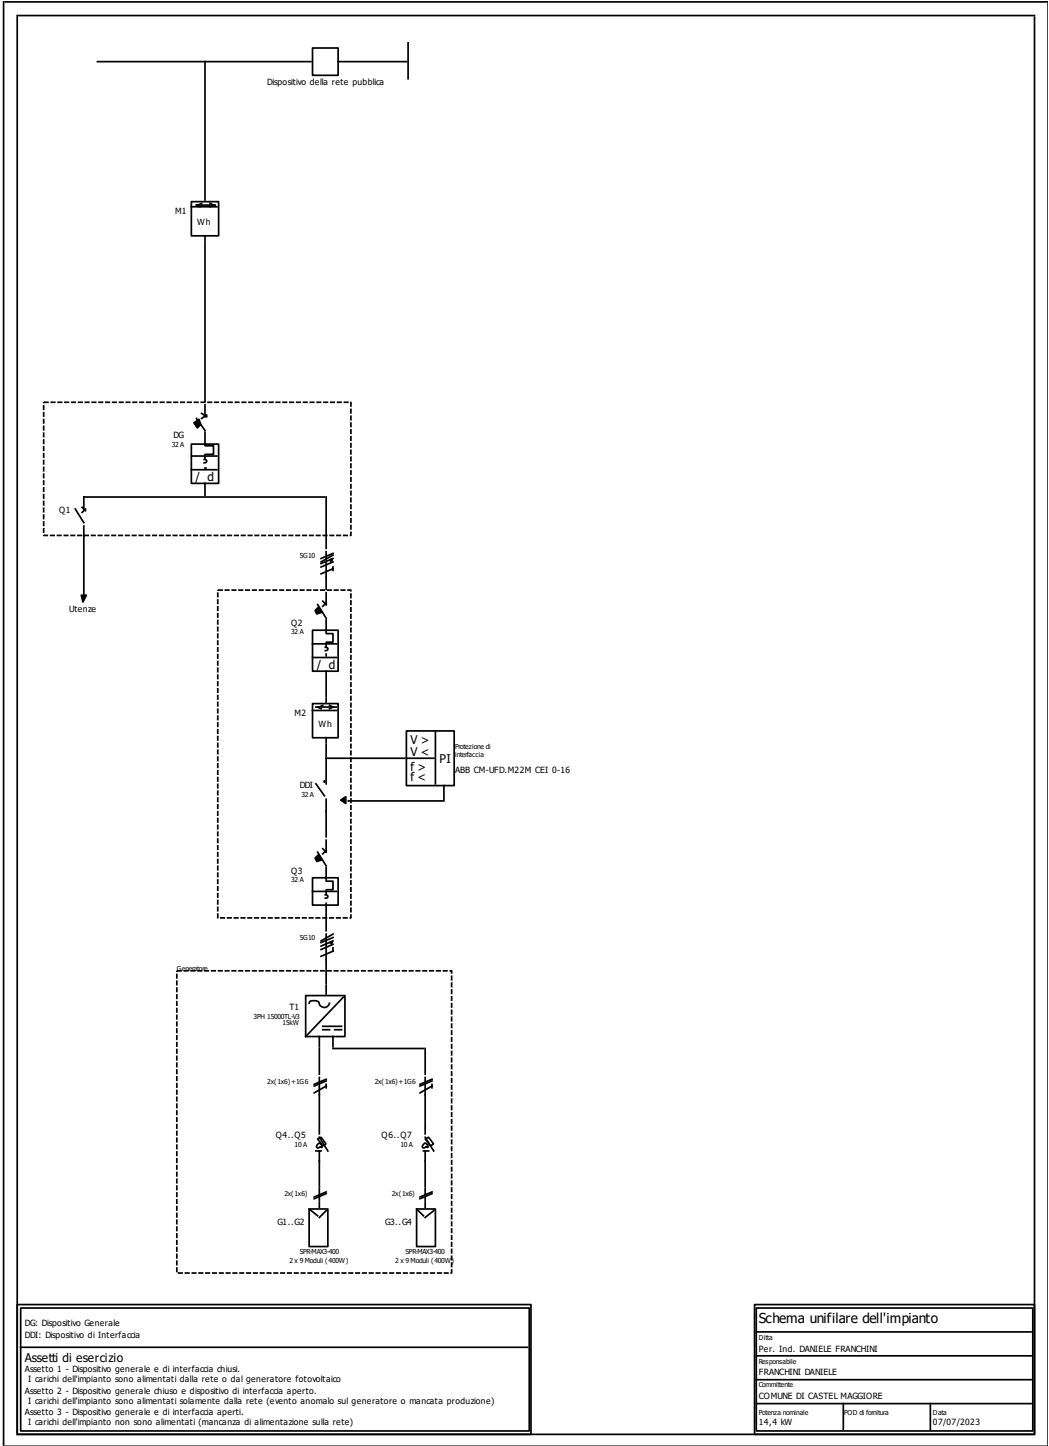 Dispositivo della rete pubblica
M1
Wh
DG
32 A
/ d
Q1
5G10
Utenze
Q2
32 A
/ d
M2
Wh
V >
V <
f >
f <
PI
Protezione di
interfaccia
ABB CM-UFD.M22M CEI 0-16
DDI
32 A
Q3
32 A
5G10
Generatore
T1
3PH 15000TL-V3
15kW
2x(1x6)+1G6
2x(1x6)+1G6
Q4..Q5
10 A
Q6..Q7
10 A
2x(1x6)
2x(1x6)
G1..G2
G3..G4
SPR-MAX3-400
2 x 9 Moduli (400W)
SPR-MAX3-400
2 x 9 Moduli (400W)
DG: Dispositivo Generale
DDI: Dispositivo di Interfaccia
Assetti di esercizio
Assetto 1 - Dispositivo generale e di interfaccia chiusi.
I carichi dell'impianto sono alimentati dalla rete o dal generatore fotovoltaico
Assetto 2 - Dispositivo generale chiuso e dispositivo di interfaccia aperto.
I carichi dell'impianto sono alimentati solamente dalla rete (evento anomalo sul generatore o mancata produzione)
Assetto 3 - Dispositivo generale e di interfaccia aperti.
I carichi dell'impianto non sono alimentati (mancanza di alimentazione sulla rete)
Schema unifilare dell'impianto
Ditta
Per. Ind. DANIELE FRANCHINI
Responsabile
FRANCHINI DANIELE
Committente
COMUNE DI CASTEL MAGGIORE
Potenza nominale
14,4 kW
POD di fornitura
Data
07/07/2023